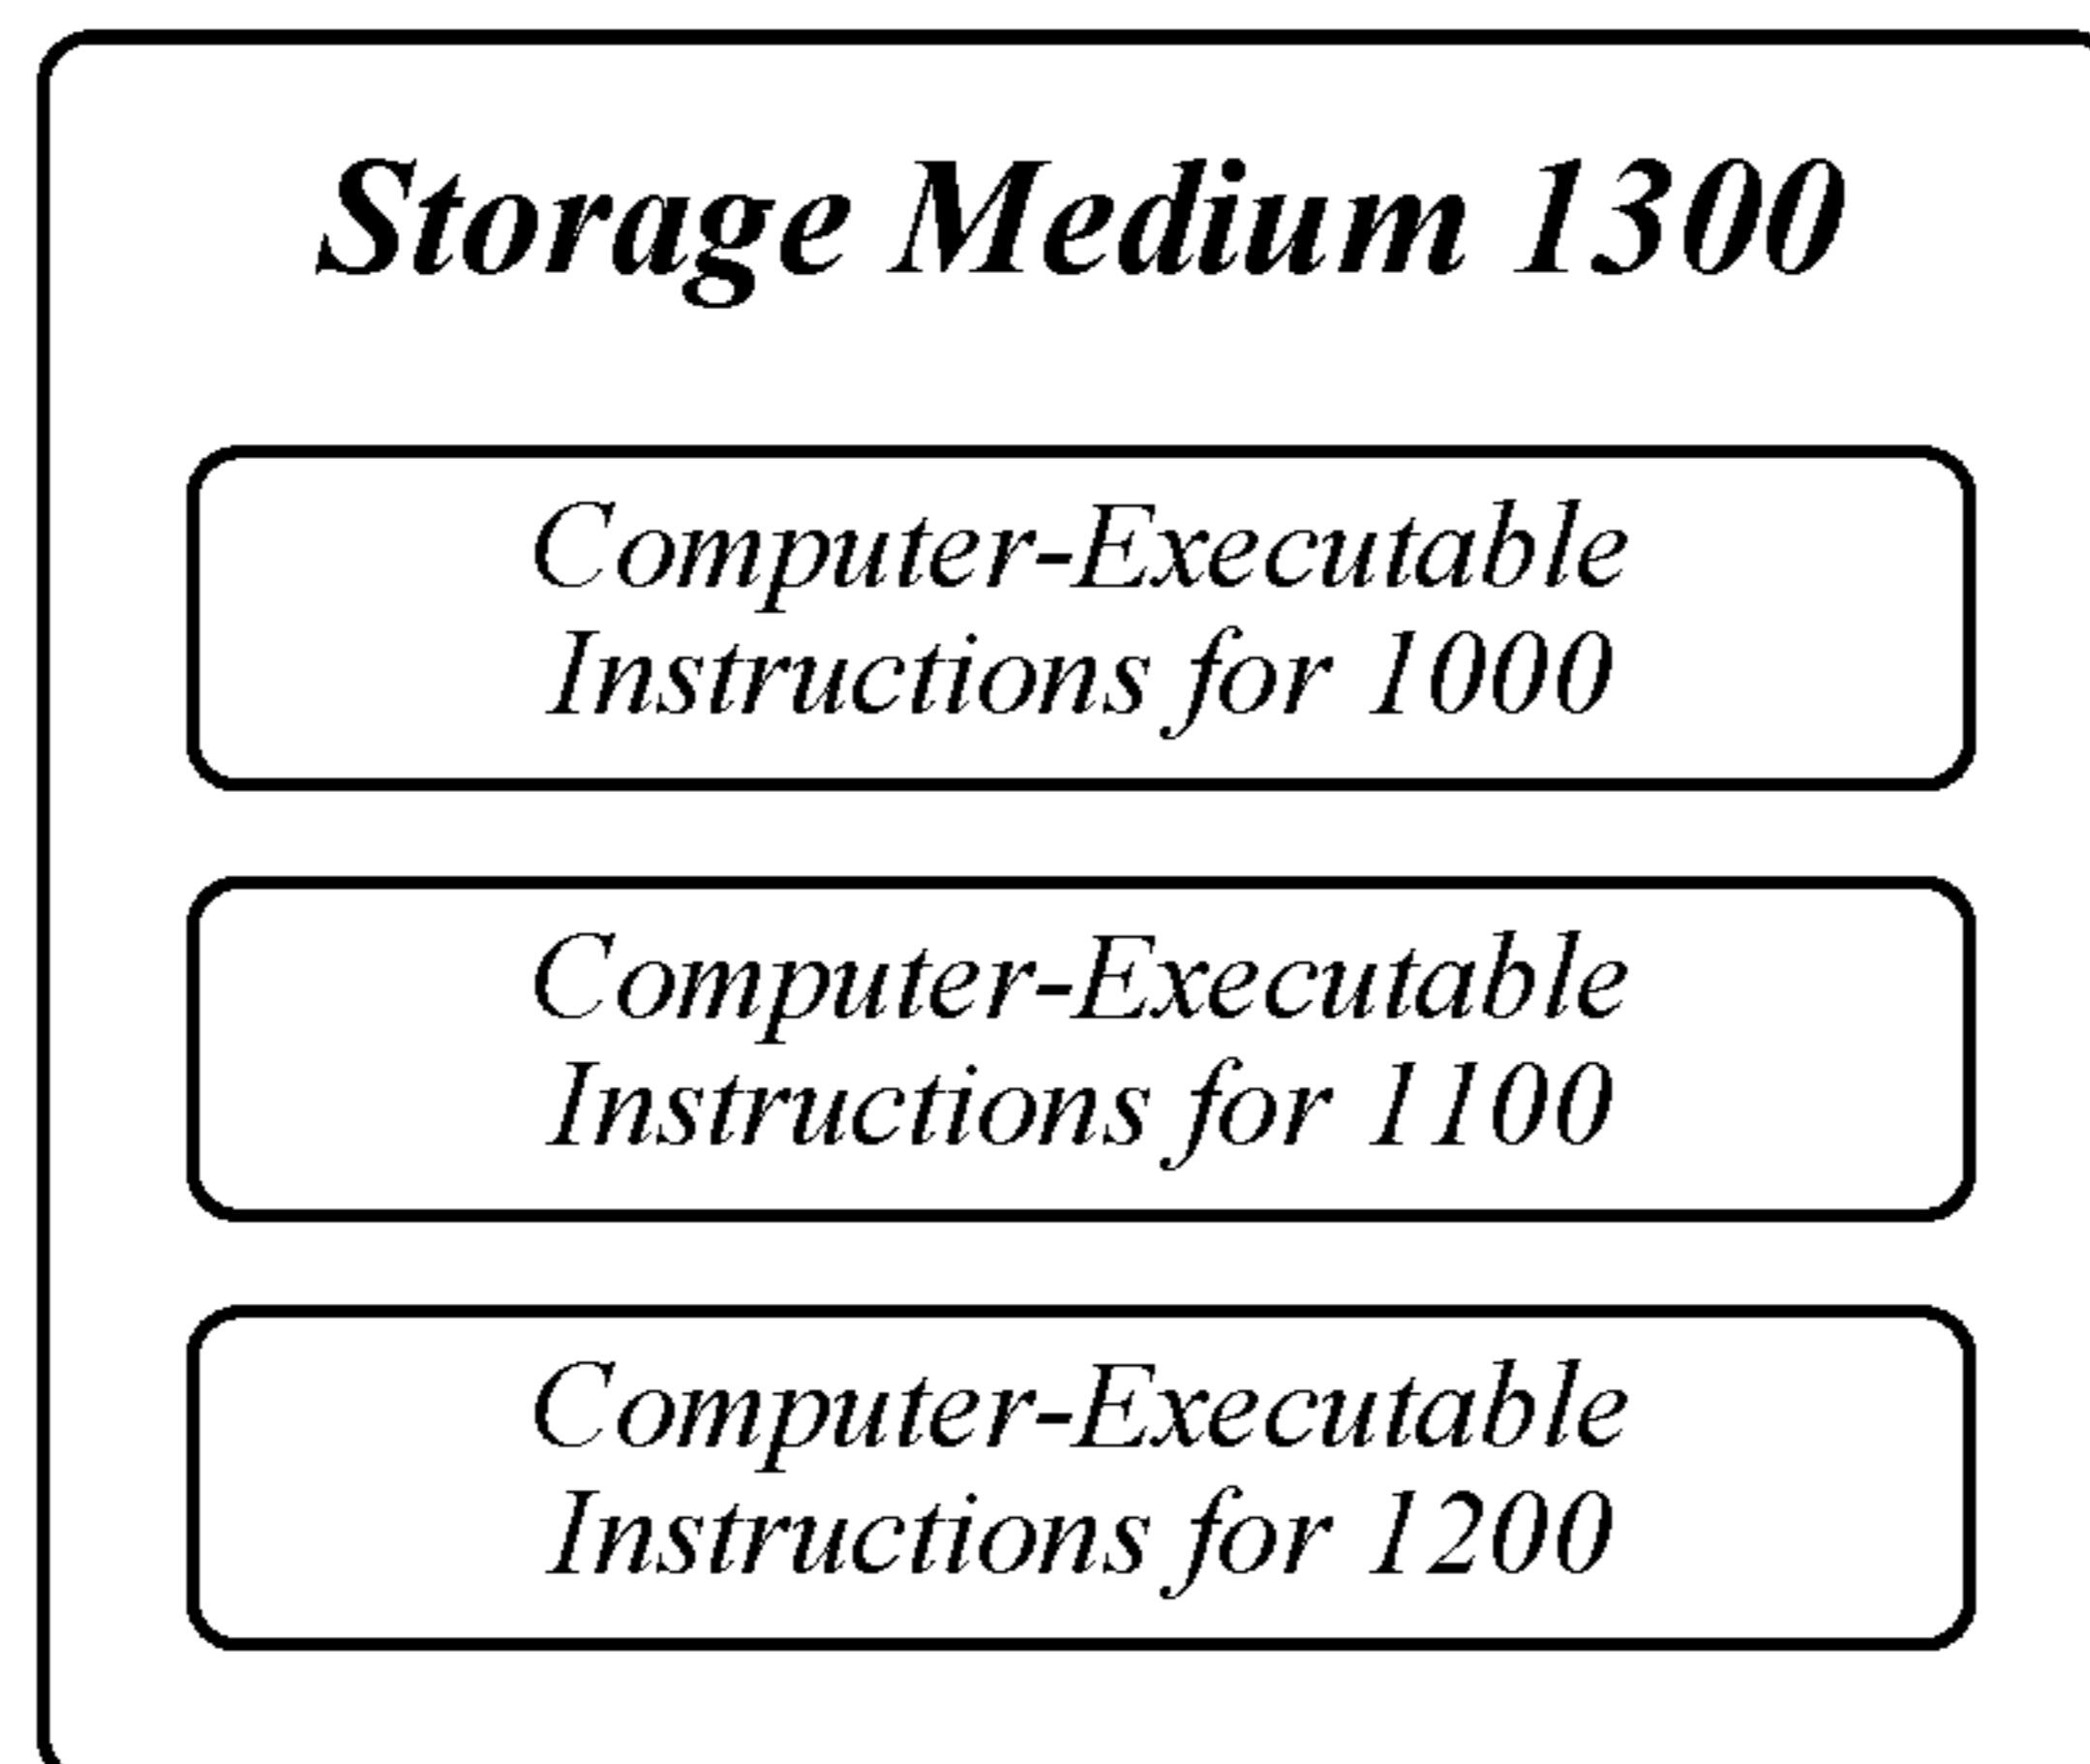 Storage Medium 1300
Computer-Executable
Instructions for 1000
Computer-Executable
Instructions for 1100
Computer-Executable
Instructions for 1200